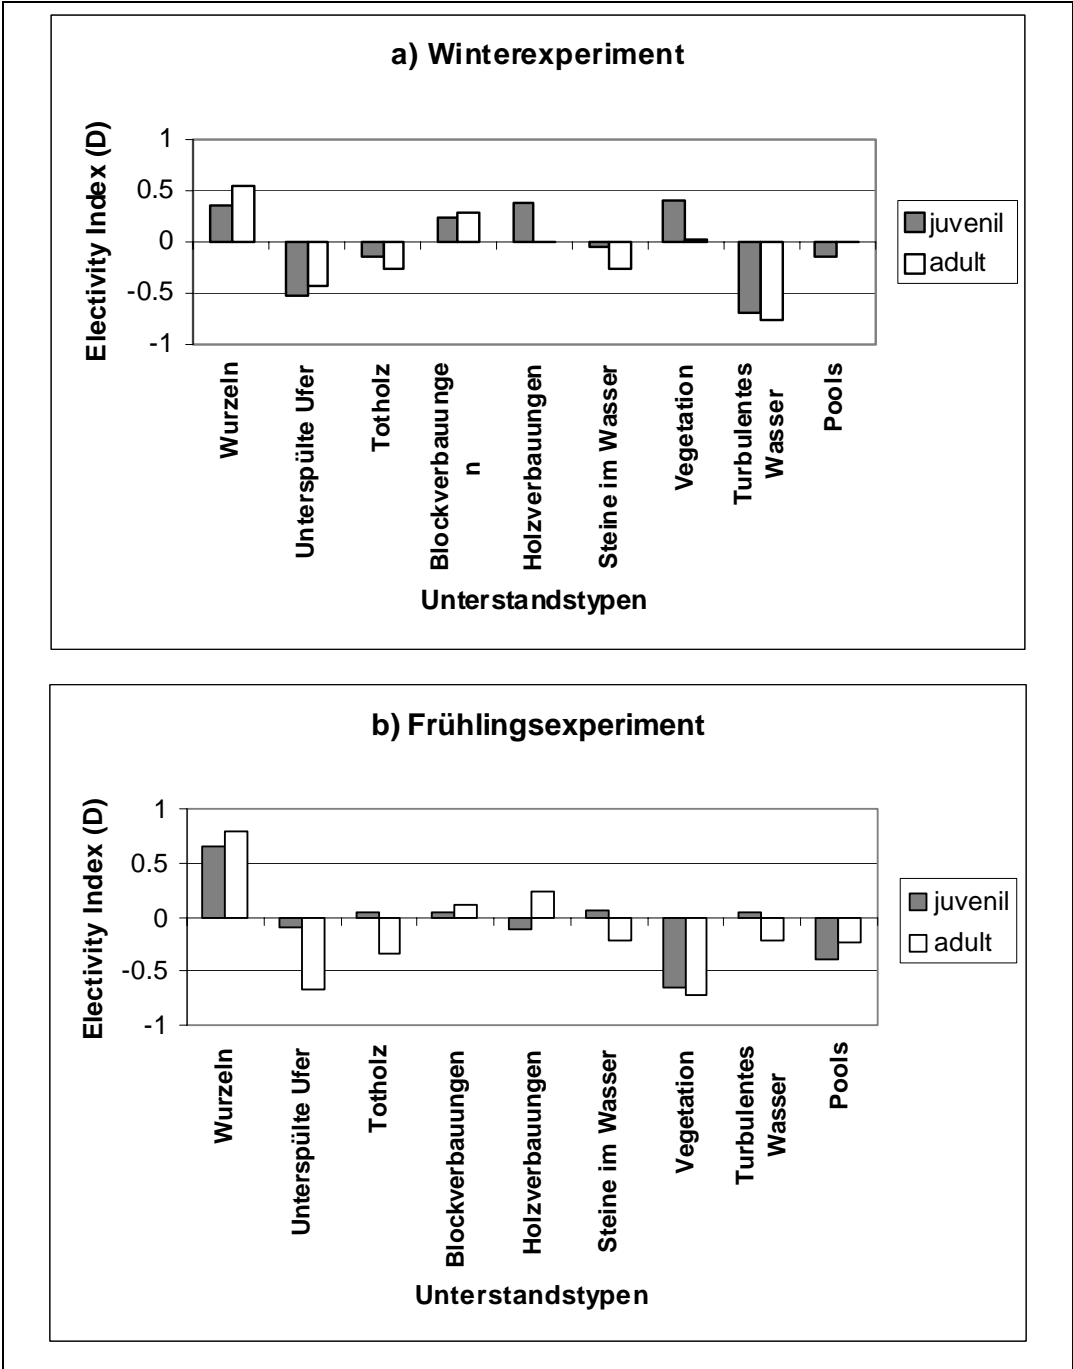 a) Winterexperiment
Electivity Index (D)
1
0.5
0
-0.5
-1
Wurzeln
Unterspülte Ufer
Totholz
Blockverbauunge
n
Holzverbauungen
Steine im Wasser
Vegetation
Turbulentes
Wasser
Pools
Unterstandstypen
juvenil
adult
b) Frühlingsexperiment
Electivity Index (D)
1
0.5
0
-0.5
-1
Wurzeln
Unterspülte Ufer
Totholz
Blockverbauungen
Holzverbauungen
Steine im Wasser
Vegetation
Turbulentes
Wasser
Pools
Unterstandstypen
juvenil
adult